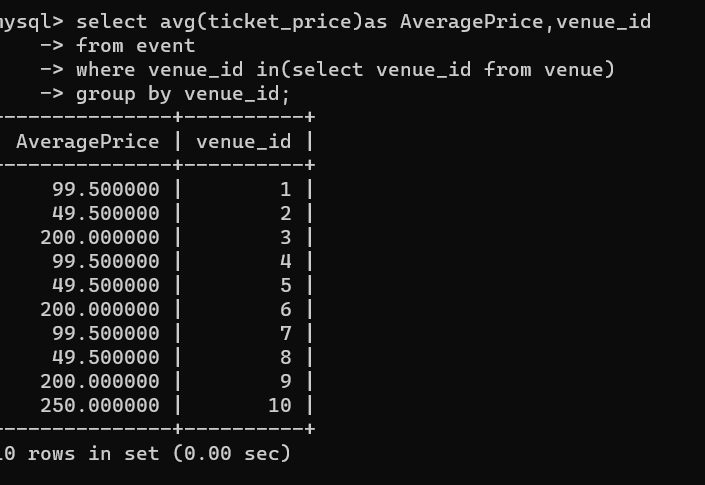 mysql> select avg(ticket_price)as AveragePrice,venue_id
    -> from event
    -> where venue_id in(select venue_id from venue)
    -> group by venue_id;
---------------+----------+
 AveragePrice | venue_id |
---------------+----------+
    99.500000 |        1 |
    49.500000 |        2 |
   200.000000 |        3 |
    99.500000 |        4 |
    49.500000 |        5 |
   200.000000 |        6 |
    99.500000 |        7 |
    49.500000 |        8 |
   200.000000 |        9 |
   250.000000 |       10 |
---------------+----------+
10 rows in set (0.00 sec)